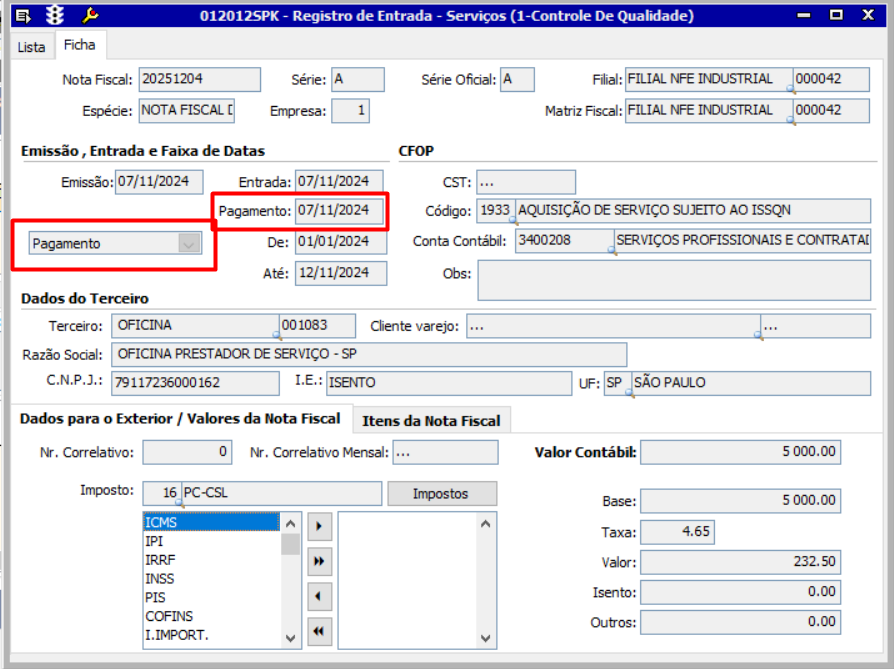 012012SPK - Registro de Entrada - Serviços (1-Controle De Qualidade)
Lista Ficha
Nota Fiscal: 20251204 Série: A Série Oficial: A Filial: FILIAL NFE INDUSTRIAL 000042
Espécie: NOTA FISCAL D Empresa: 1 Matriz Fiscal: FILIAL NFE INDUSTRIAL 000042
Emissão , Entrada e Faixa de Datas CFOP
Emissão: 07/11/2024 Entrada: 07/11/2024 CST: ...
Pagamento: 07/11/2024 Código: 1933 AQUISIÇÃO DE SERVIÇO SUJEITO AO ISSQN
Pagamento De: 01/01/2024 Conta Contábil: 3400208 SERVIÇOS PROFISSIONAIS E CONTRATAD
Até: 12/11/2024 Obs:
Dados do Terceiro
Terceiro: OFICINA 001083 Cliente varejo: ... ...
Razão Social: OFICINA PRESTADOR DE SERVIÇO - SP
C.N.P.J.: 79117236000162 I.E.: ISENTO UF: SP SÃO PAULO
Dados para o Exterior / Valores da Nota Fiscal Itens da Nota Fiscal
Nr. Correlativo: 0 Nr. Correlativo Mensal: ... Valor Contábil: 5 000.00
Imposto: 16 PC-CSL Impostos Base: 5 000.00
ICMS
IPI Taxa: 4.65
IRRF Valor: 232.50
INSS
PIS Isento: 0.00
COFINS Outros: 0.00
I.IMPORT.